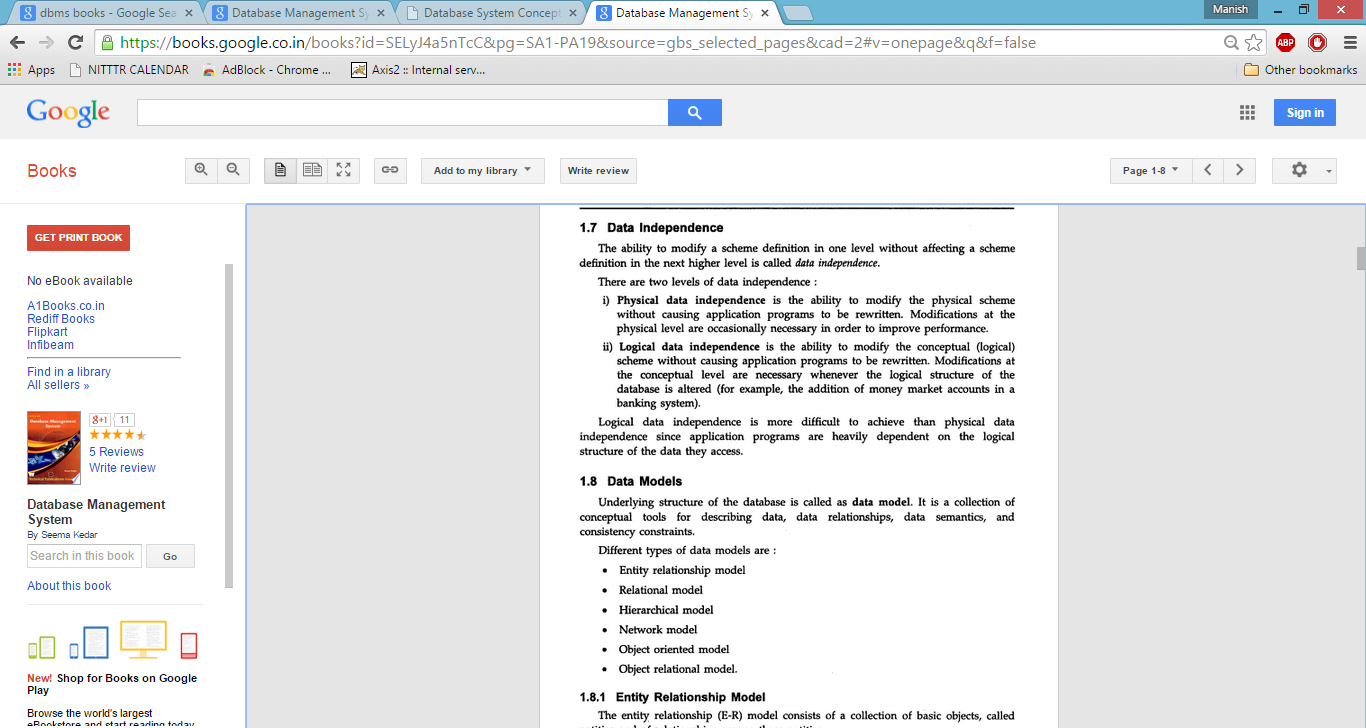 dbms books - Google Sea
Database Management Sy
Database System Concept
Database Management Sy
Manish
https://books.google.co.in/books?id=SELyJ4a5nTcC&pg=SA1-PA19&source=gbs_selected_pages&cad=2#v=onepage&q&f=false
ABP
Apps
NITTTR CALENDAR
AdBlock - Chrome ...
Axis2 :: Internal serv...
Other bookmarks
Google
Sign in
Books
Add to my library
Write review
Page 1-8
GET PRINT BOOK
No eBook available
A1Books.co.in
Rediff Books
Flipkart
Infibeam
Find in a library
All sellers »
g+1 11
5 Reviews
Write review
Database Management
System
By Seema Kedar
Search in this book
Go
About this book
New! Shop for Books on Google
Play
Browse the world's largest
eBookstore and start reading today
1.7 Data Independence
The ability to modify a scheme definition in one level without affecting a scheme
definition in the next higher level is called data independence.
There are two levels of data independence :
i) Physical data independence is the ability to modify the physical scheme
without causing application programs to be rewritten. Modifications at the
physical level are occasionally necessary in order to improve performance.
ii) Logical data independence is the ability to modify the conceptual (logical)
scheme without causing application programs to be rewritten. Modifications at
the conceptual level are necessary whenever the logical structure of the
database is altered (for example, the addition of money market accounts in a
banking system).
Logical data independence is more difficult to achieve than physical data
independence since application programs are heavily dependent on the logical
structure of the data they access.
1.8 Data Models
Underlying structure of the database is called as data model. It is a collection of
conceptual tools for describing data, data relationships, data semantics, and
consistency constraints.
Different types of data models are :
• Entity relationship model
• Relational model
• Hierarchical model
• Network model
• Object oriented model
• Object relational model.
1.8.1 Entity Relationship Model
The entity relationship (E-R) model consists of a collection of basic objects, called